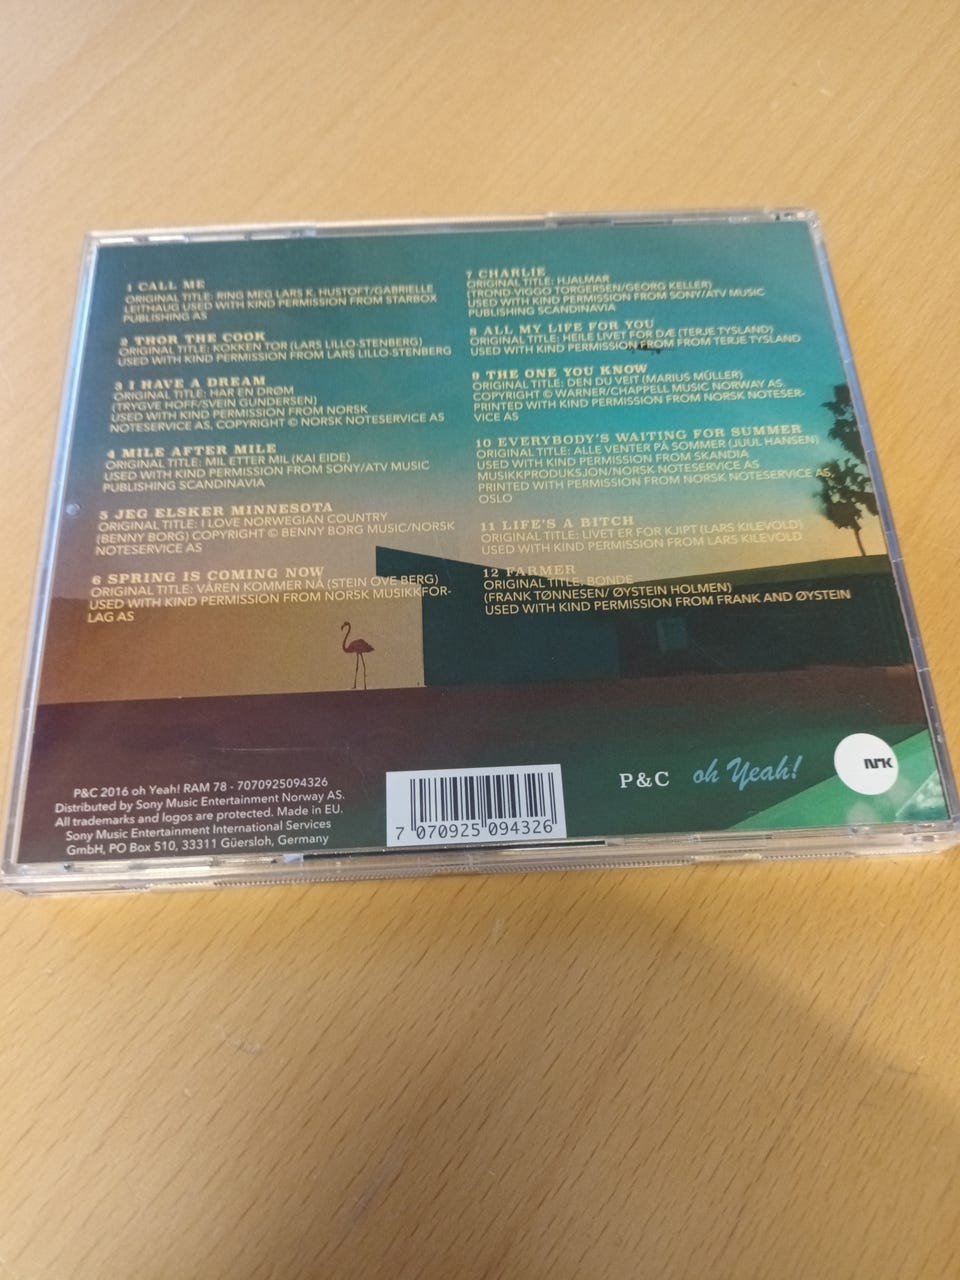 1 CALL ME
ORIGINAL TITLE: RING MEG LARS K. HUSTOFT/GABRIELLE
LEITHAUG USED WITH KIND PERMISSION FROM STARBOX
PUBLISHING AS
2 THOR THE COOK
ORIGINAL TITLE: KOKKEN TOR (LARS LILLO-STENBERG)
USED WITH KIND PERMISSION FROM LARS LILLO-STENBERG
3 I HAVE A DREAM
ORIGINAL TITLE: HAR EN DRØM
(TRYGVE HOFF/SVEIN GUNDERSEN)
USED WITH KIND PERMISSION FROM NORSK
NOTESERVICE AS, COPYRIGHT © NORSK NOTESERVICE AS
4 MILE AFTER MILE
ORIGINAL TITLE: MIL ETTER MIL (KAI EIDE)
USED WITH KIND PERMISSION FROM SONY/ATV MUSIC
PUBLISHING SCANDINAVIA
5 JEG ELSKER MINNESOTA
ORIGINAL TITLE: I LOVE NORWEGIAN COUNTRY
(BENNY BORG) COPYRIGHT © BENNY BORG MUSIC/NORSK
NOTESERVICE AS
6 SPRING IS COMING NOW
ORIGINAL TITLE: VÅREN KOMMER NÅ (STEIN OVE BERG)
USED WITH KIND PERMISSION FROM NORSK MUSIKKFOR-
LAG AS
7 CHARLIE
ORIGINAL TITLE: HJALMAR
(TROND-VIGGO TORGERSEN/GEORG KELLER)
USED WITH KIND PERMISSION FROM SONY/ATV MUSIC
PUBLISHING SCANDINAVIA
8 ALL MY LIFE FOR YOU
ORIGINAL TITLE: HEILE LIVET FOR DÆ (TERJE TYSLAND)
USED WITH KIND PERMISSION FROM FROM TERJE TYSLAND
9 THE ONE YOU KNOW
ORIGINAL TITLE: DEN DU VEIT (MARIUS MÜLLER)
COPYRIGHT © WARNER/CHAPPELL MUSIC NORWAY AS.
PRINTED WITH KIND PERMISSION FROM NORSK NOTESER-
VICE AS
10 EVERYBODY'S WAITING FOR SUMMER
ORIGINAL TITLE: ALLE VENTER PÅ SOMMER (JUUL HANSEN)
USED WITH KIND PERMISSION FROM SKANDIA
MUSIKKPRODUKSJON/NORSK NOTESERVICE AS
PRINTED WITH KIND PERMISSION FROM NORSK NOTESERVICE AS,
OSLO
11 LIFE'S A BITCH
ORIGINAL TITLE: LIVET ER FOR KJIPT (LARS KILEVOLD)
USED WITH KIND PERMISSION FROM LARS KILEVOLD
12 FARMER
ORIGINAL TITLE: BONDE
(FRANK TØNNESEN/ ØYSTEIN HOLMEN)
USED WITH KIND PERMISSION FROM FRANK AND ØYSTEIN
P&C 2016 oh Yeah! RAM 78 - 7070925094326
Distributed by Sony Music Entertainment Norway AS.
All trademarks and logos are protected. Made in EU.
Sony Music Entertainment International Services
GmbH, PO Box 510, 33311 Güersloh, Germany
7 070925 094326
P&C oh Yeah!
NRK